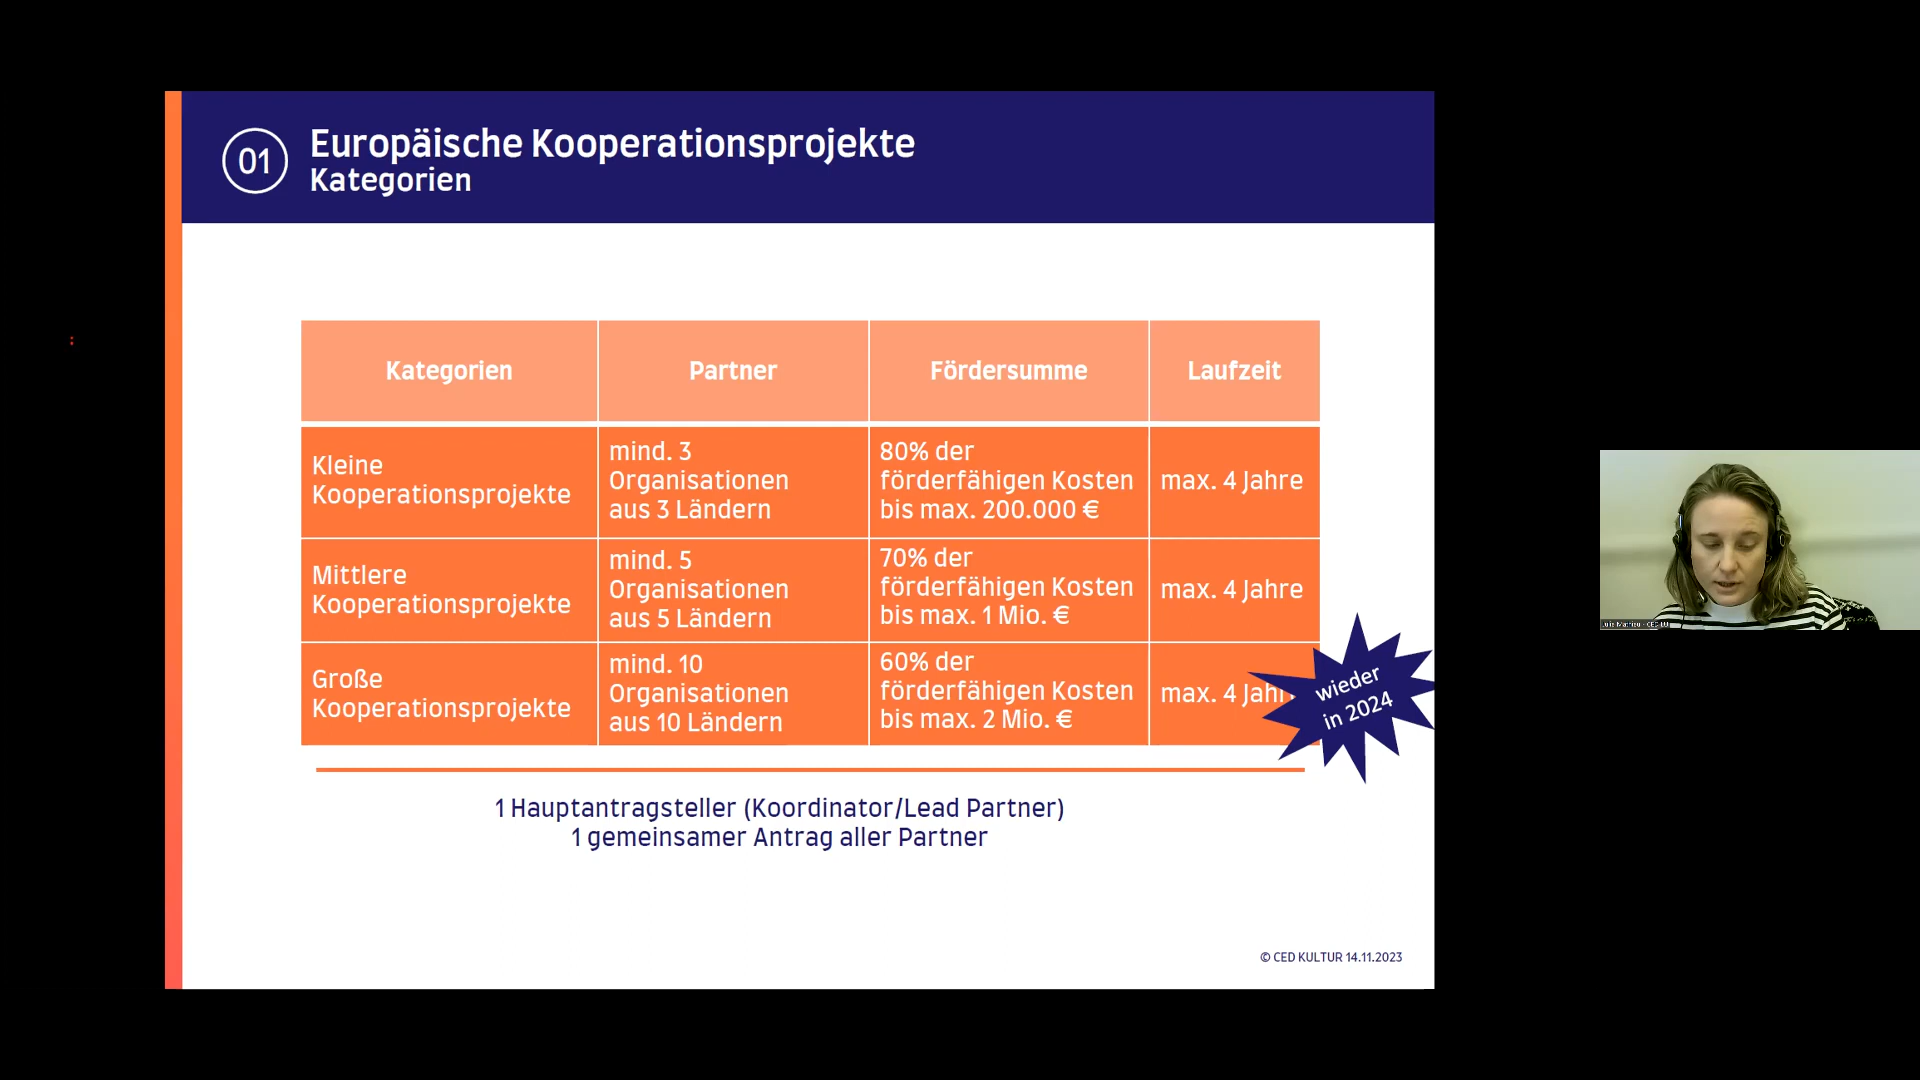 01
Europäische Kooperationsprojekte
Kategorien
Kategorien
Partner
Fördersumme
Laufzeit
Kleine
Kooperationsprojekte
mind. 3
Organisationen
aus 3 Ländern
80% der
förderfähigen Kosten
bis max. 200.000 €
max. 4 Jahre
Mittlere
Kooperationsprojekte
mind. 5
Organisationen
aus 5 Ländern
70% der
förderfähigen Kosten
bis max. 1 Mio. €
max. 4 Jahre
Große
Kooperationsprojekte
mind. 10
Organisationen
aus 10 Ländern
60% der
förderfähigen Kosten
bis max. 2 Mio. €
max. 4 Jahr
wieder
in 2024
1 Hauptantragsteller (Koordinator/Lead Partner)
1 gemeinsamer Antrag aller Partner
© CED KULTUR 14.11.2023